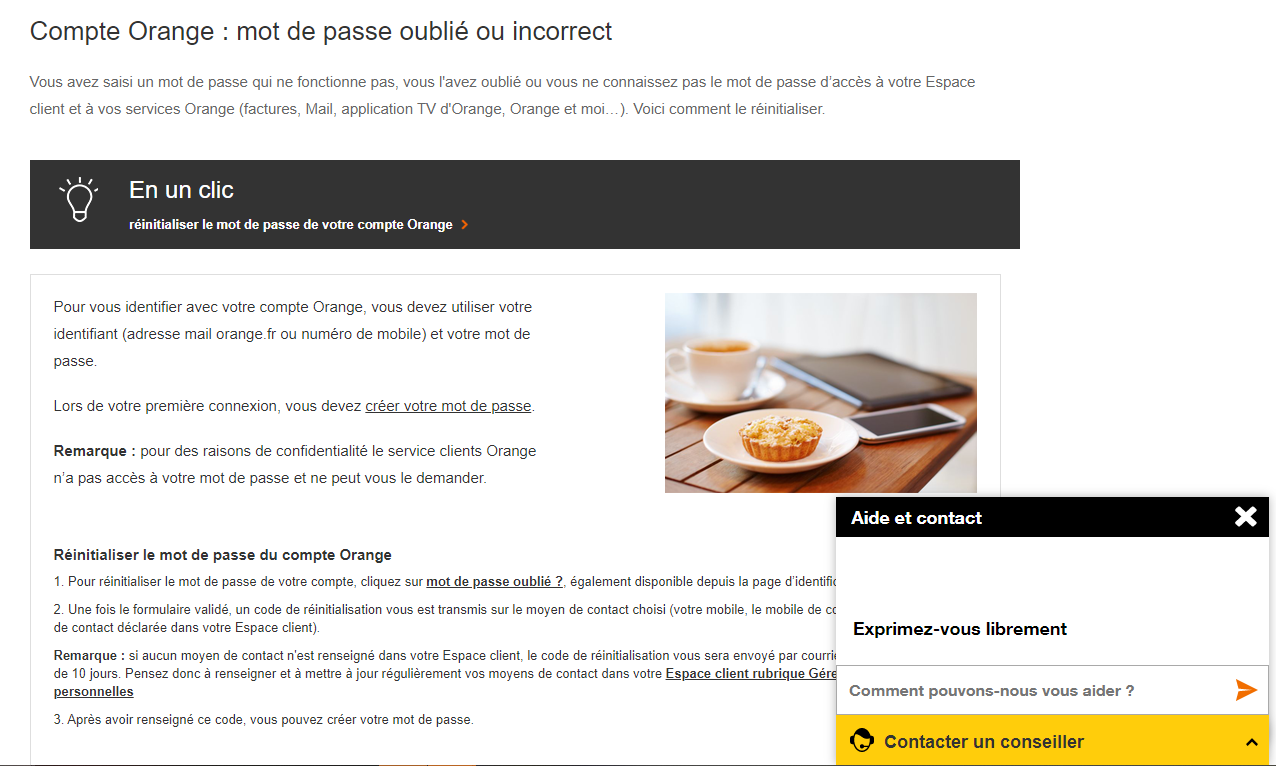 Compte Orange : mot de passe oublié ou incorrect
Vous avez saisi un mot de passe qui ne fonctionne pas, vous l'avez oublié ou vous ne connaissez pas le mot de passe d'accès à votre Espace
client et à vos services Orange (factures, Mail, application TV d'Orange, Orange et moi…). Voici comment le réinitialiser.
En un clic
réinitialiser le mot de passe de votre compte Orange
Pour vous identifier avec votre compte Orange, vous devez utiliser votre
identifiant (adresse mail orange.fr ou numéro de mobile) et votre mot de
passe.
Lors de votre première connexion, vous devez créer votre mot de passe.
Remarque : pour des raisons de confidentialité le service clients Orange
n'a pas accès à votre mot de passe et ne peut vous le demander.
Réinitialiser le mot de passe du compte Orange
1. Pour réinitialiser le mot de passe de votre compte, cliquez sur mot de passe oublié ?, également disponible depuis la page
2. Une fois le formulaire validé, un code de réinitialisation vous est transmis sur le moyen de contact choisi (votre mobile, le mobile de
de contact déclarée dans votre Espace client).
Remarque : si aucun moyen de contact n'est renseigné dans votre Espace client, le code de réinitialisation vous sera envoyé par
de 10 jours. Pensez donc à renseigner et à mettre à jour régulièrement vos moyens de contact dans votre Espace client rubrique
personnelles
3. Après avoir renseigné ce code, vous pouvez créer votre mot de passe.
Aide et contact
Exprimez-vous librement
Comment pouvons-nous vous aider ?
Contacter un conseiller